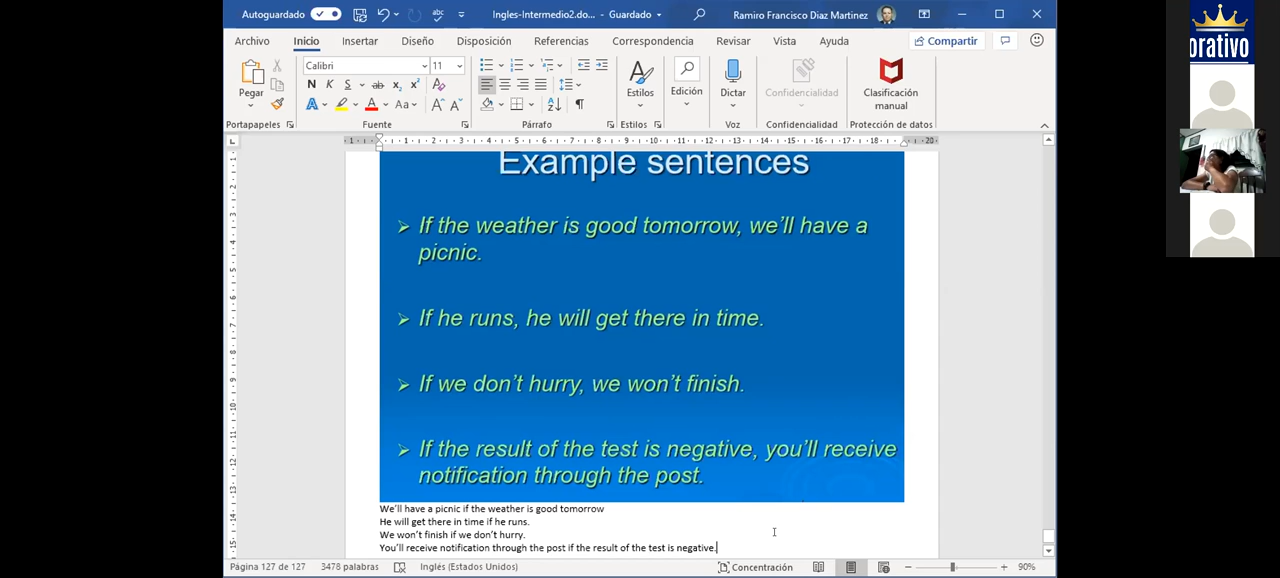 Autoguardado Ingles-Intermedio2.do... - Guardado Ramiro Francisco Diaz Martinez
orativo
Archivo Inicio Insertar Diseño Disposición Referencias Correspondencia Revisar Vista Ayuda Compartir
Calibri 11
N K S ab x₂ x²
A A Aa A A
Pegar Estilos Edición Dictar Confidencialidad Clasificación manual
Portapapeles Fuente Párrafo Estilos Voz Confidencialidad Protección de datos
Example sentences
If the weather is good tomorrow, we'll have a
picnic.
If he runs, he will get there in time.
If we don't hurry, we won't finish.
If the result of the test is negative, you'll receive
notification through the post.
We'll have a picnic if the weather is good tomorrow
He will get there in time if he runs.
We won't finish if we don't hurry.
You'll receive notification through the post if the result of the test is negative.
Página 127 de 127 3478 palabras Inglés (Estados Unidos) Concentración 90%